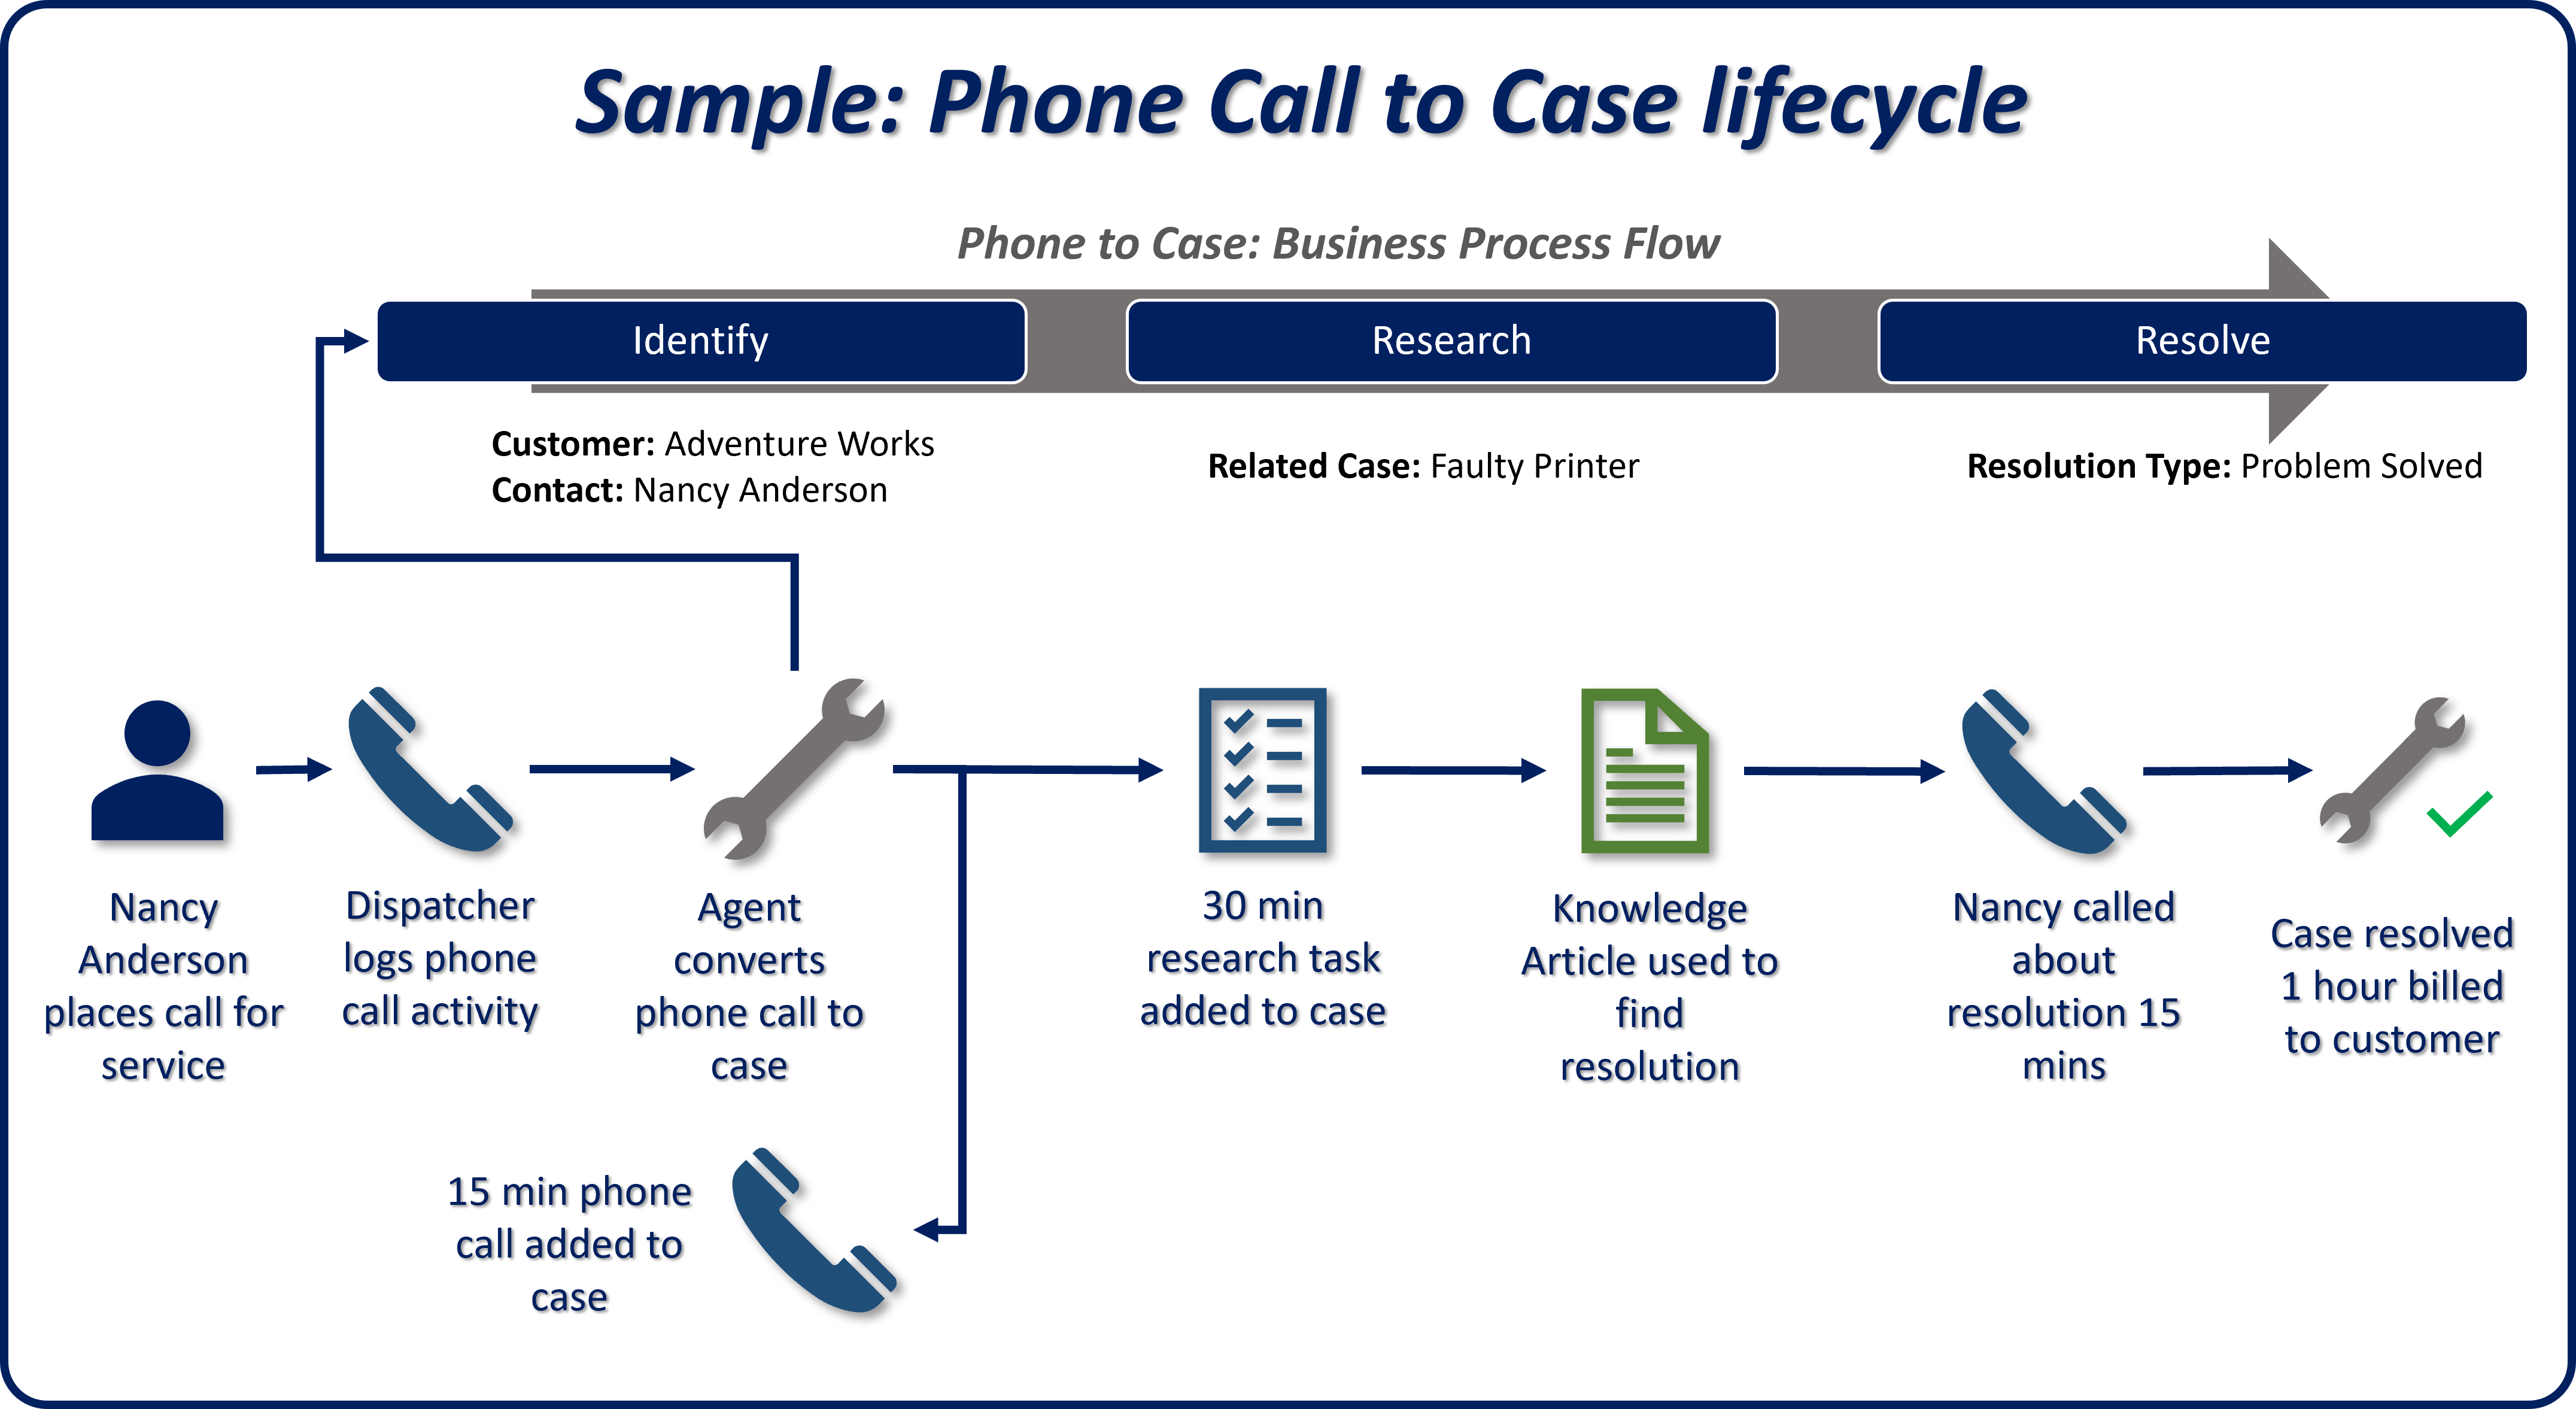 Sample: Phone Call to Case lifecycle
Phone to Case: Business Process Flow
Identify
Research
Resolve
Customer: Adventure Works
Contact: Nancy Anderson
Related Case: Faulty Printer
Resolution Type: Problem Solved
Nancy
Anderson
places call for
service
Dispatcher
logs phone
call activity
Agent
converts
phone call to
case
30 min
research task
added to case
Knowledge
Article used to
find
resolution
Nancy called
about
resolution 15
mins
Case resolved
1 hour billed
to customer
15 min phone
call added to
case